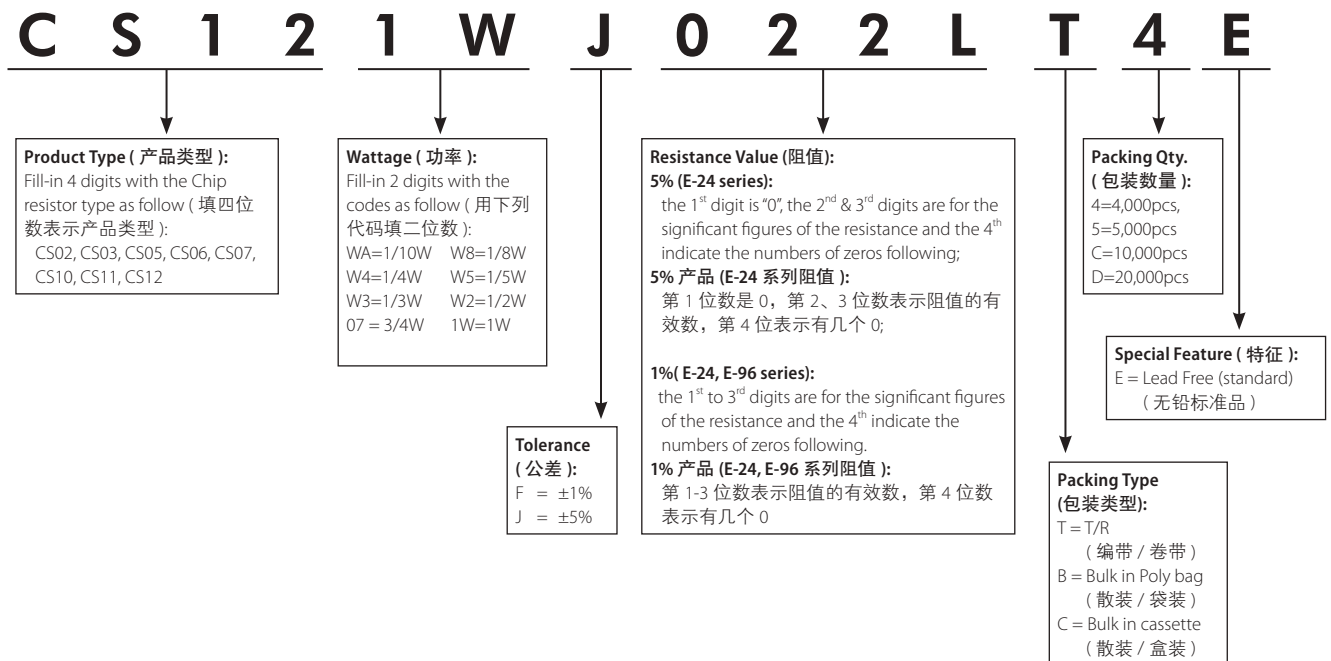 C S 1 2 1 W J 0 2 2 L T 4 E
Product Type ( 产品类型 ):
Fill-in 4 digits with the Chip
resistor type as follow ( 填四位
数表示产品类型 ):
CS02, CS03, CS05, CS06, CS07,
CS10, CS11, CS12
Wattage ( 功率 ):
Fill-in 2 digits with the
codes as follow ( 用下列
代码填二位数 ):
WA=1/10W W8=1/8W
W4=1/4W W5=1/5W
W3=1/3W W2=1/2W
07 = 3/4W 1W=1W
Tolerance
( 公差 ):
F = ±1%
J = ±5%
Resistance Value (阻值):
5% (E-24 series):
the 1st digit is “0”, the 2nd & 3rd digits are for the
significant figures of the resistance and the 4th
indicate the numbers of zeros following;
5% 产品 (E-24 系列阻值 ):
第 1 位数是 0，第 2、3 位数表示阻值的有
效数，第 4 位表示有几个 0;
1%( E-24, E-96 series):
the 1st to 3rd digits are for the significant figures
of the resistance and the 4th indicate the
numbers of zeros following.
1% 产品 (E-24, E-96 系列阻值 ):
第 1-3 位数表示阻值的有效数，第 4 位数
表示有几个 0
Packing Type
(包装类型):
T = T/R
( 编带 / 卷带 )
B = Bulk in Poly bag
( 散装 / 袋装 )
C = Bulk in cassette
( 散装 / 盒装 )
Packing Qty.
( 包装数量 ):
4=4,000pcs,
5=5,000pcs
C=10,000pcs
D=20,000pcs
Special Feature ( 特征 ):
E = Lead Free (standard)
( 无铅标准品 )